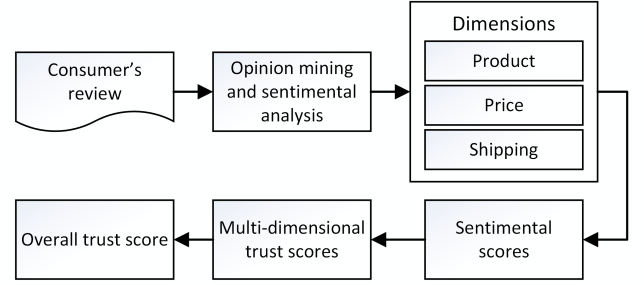 Consumer's
review
Opinion mining
and sentimental
analysis
Dimensions
Product
Price
Shipping
Sentimental
scores
Multi-dimensional
trust scores
Overall trust score